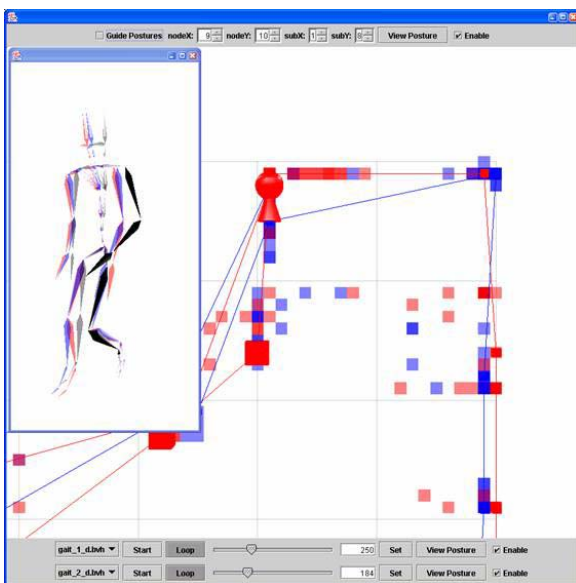 Guide Postures nodeX: 9 nodeY: 10 subX: 1 subY: 8 View Posture Enable
gait_1_d.bvh Start Loop 250 Set View Posture Enable
gait_2_d.bvh Start Loop 184 Set View Posture Enable